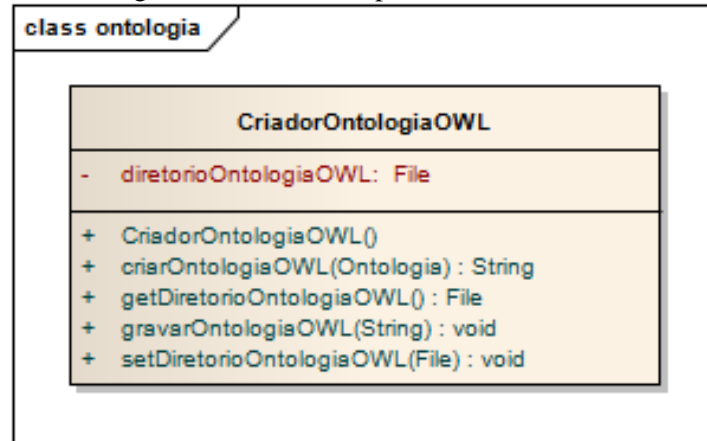 class ontologia
CriadorOntologiaOWL
- diretorioOntologiaOWL: File
+ CriadorOntologiaOWL()
+ criarOntologiaOWL(Ontologia) : String
+ getDiretorioOntologiaOWL() : File
+ gravarOntologiaOWL(String) : void
+ setDiretorioOntologiaOWL(File) : void